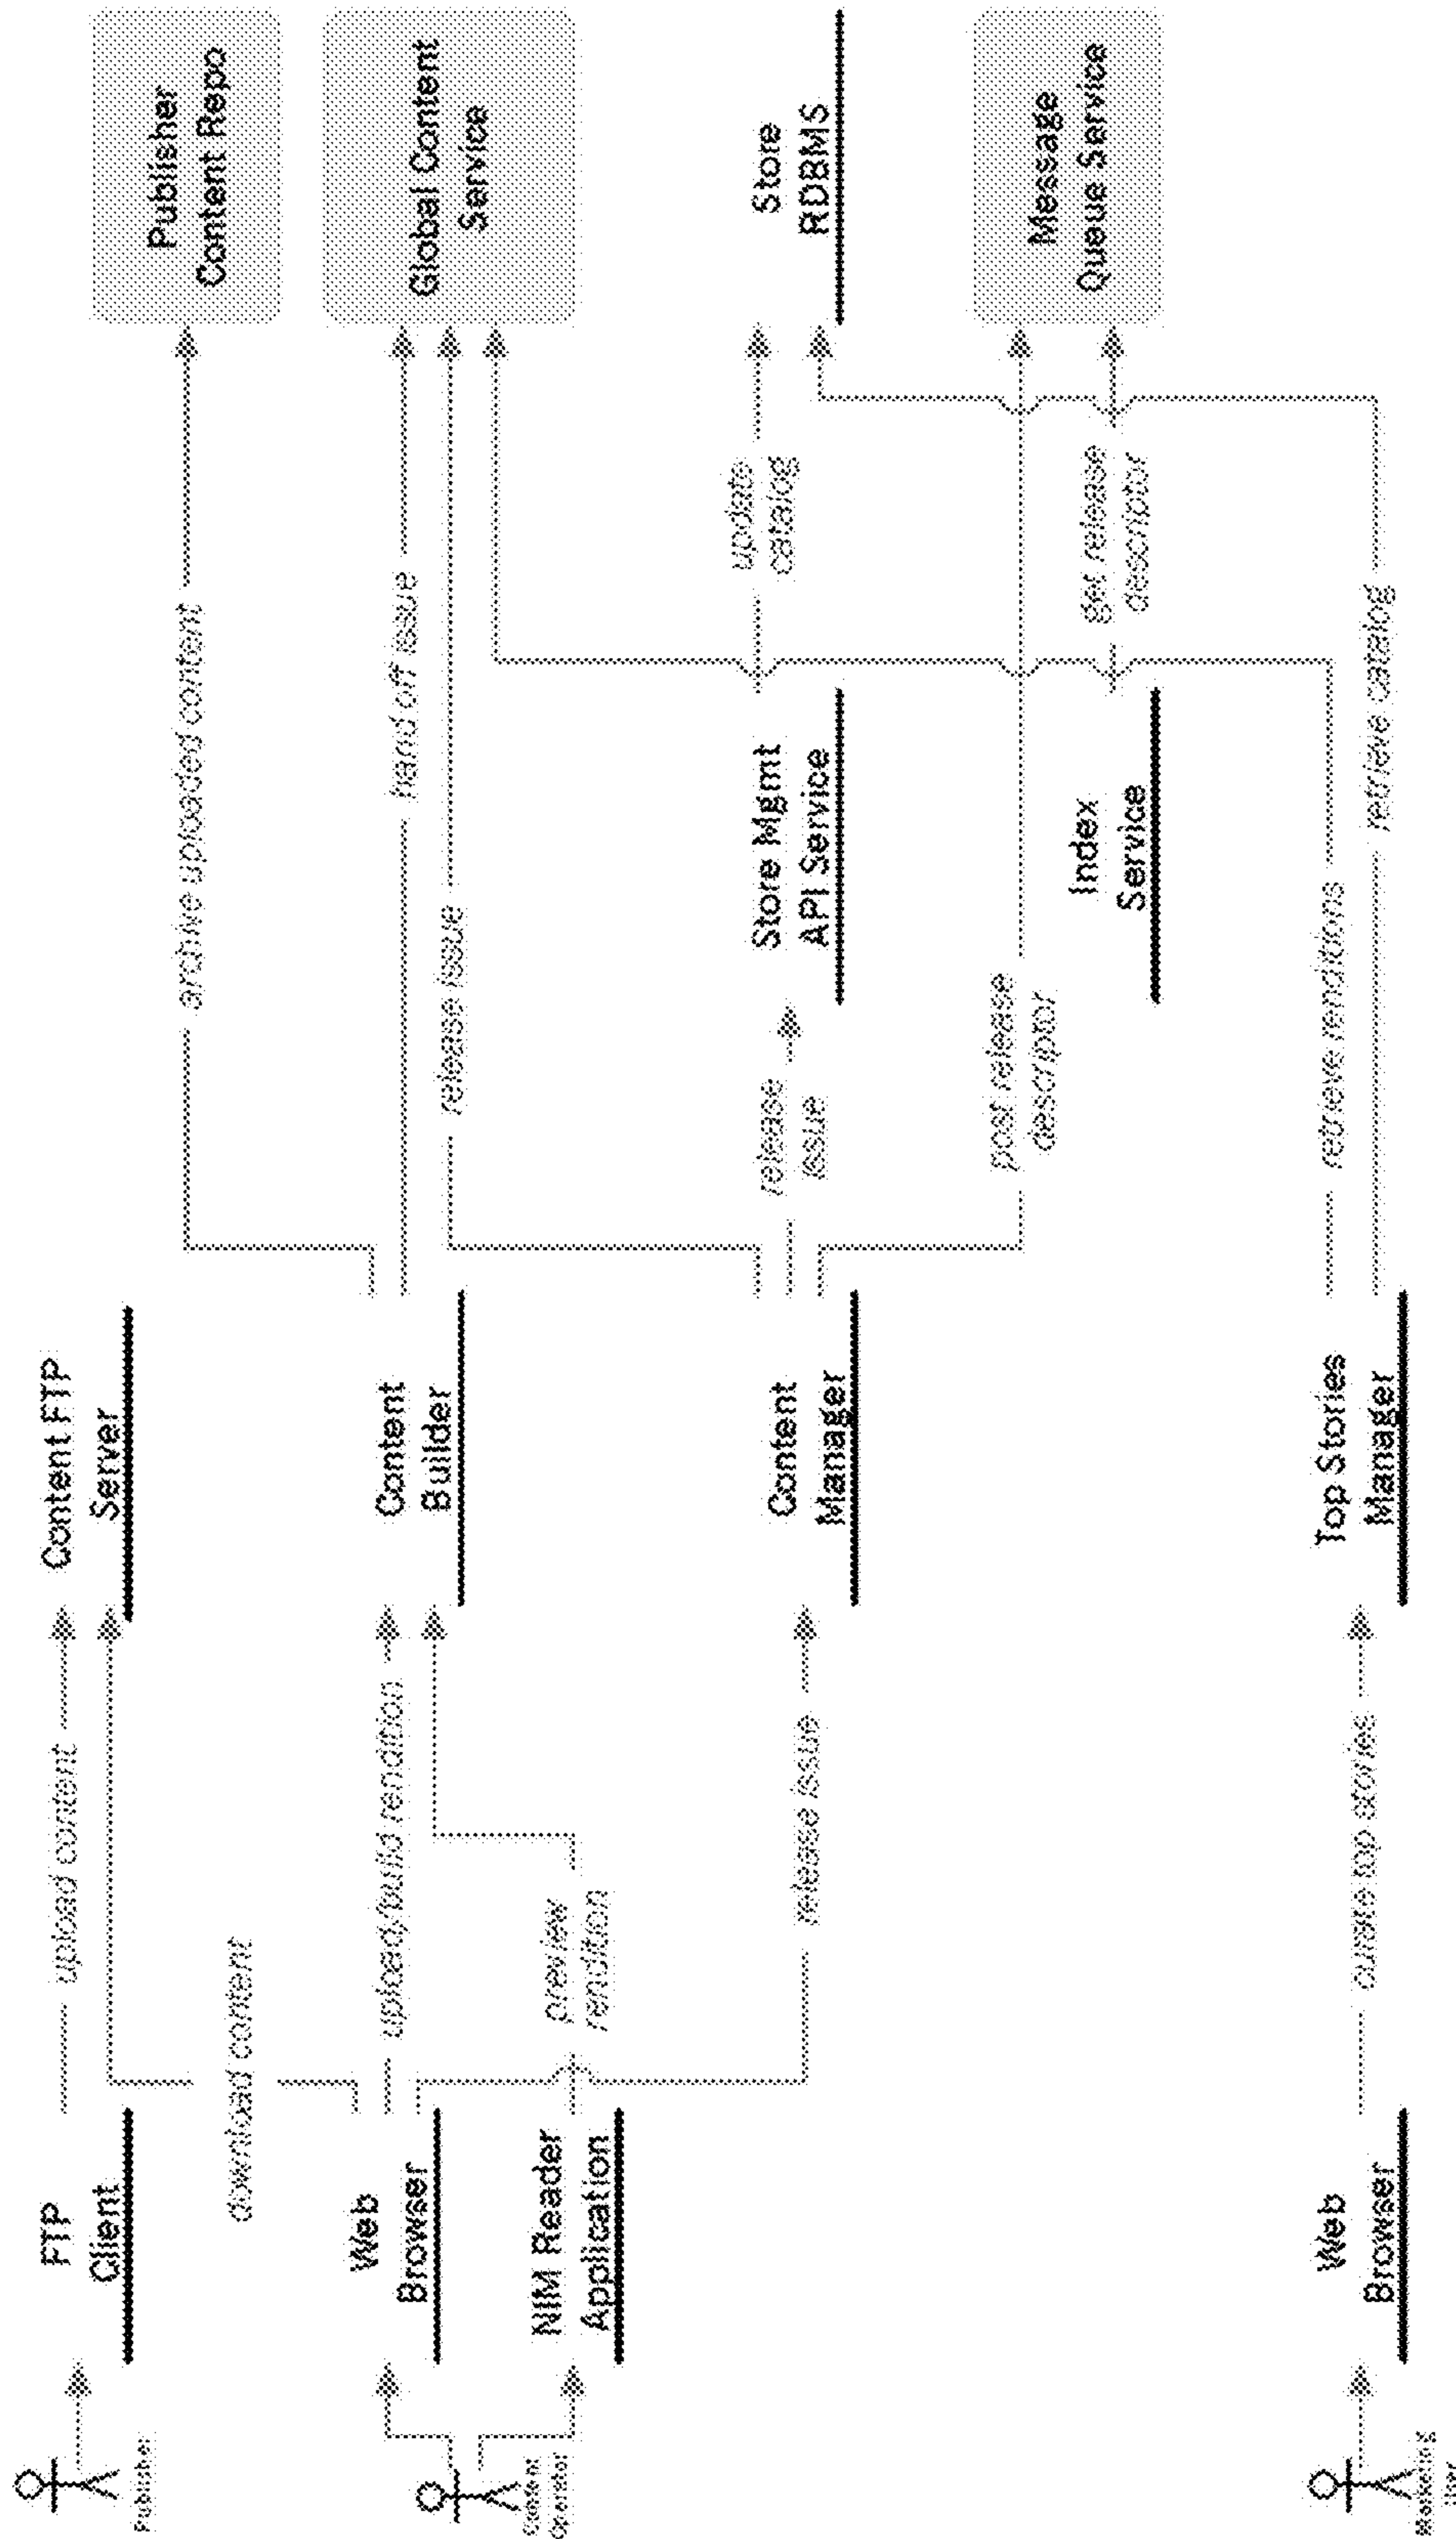 FTP
Client
upload content
Content FTP
Server
Publisher
download content
archive uploaded content
Publisher
Content Repo
Web
Browser
upload/build rendition
Content
Builder
hand off issue
Global Content
Service
release issue
Content
Operator
NIM Reader
Application
preview
rendition
release issue
Content
Manager
release
issue
Store Mgmt
API Service
update
catalog
Store
RDBMS
post release
descriptor
Index
Service
get release
descriptor
Message
Queue Service
Web
Browser
curate top stories
Top Stories
Manager
retrieve renditions
retrieve catalog
Marketing
User